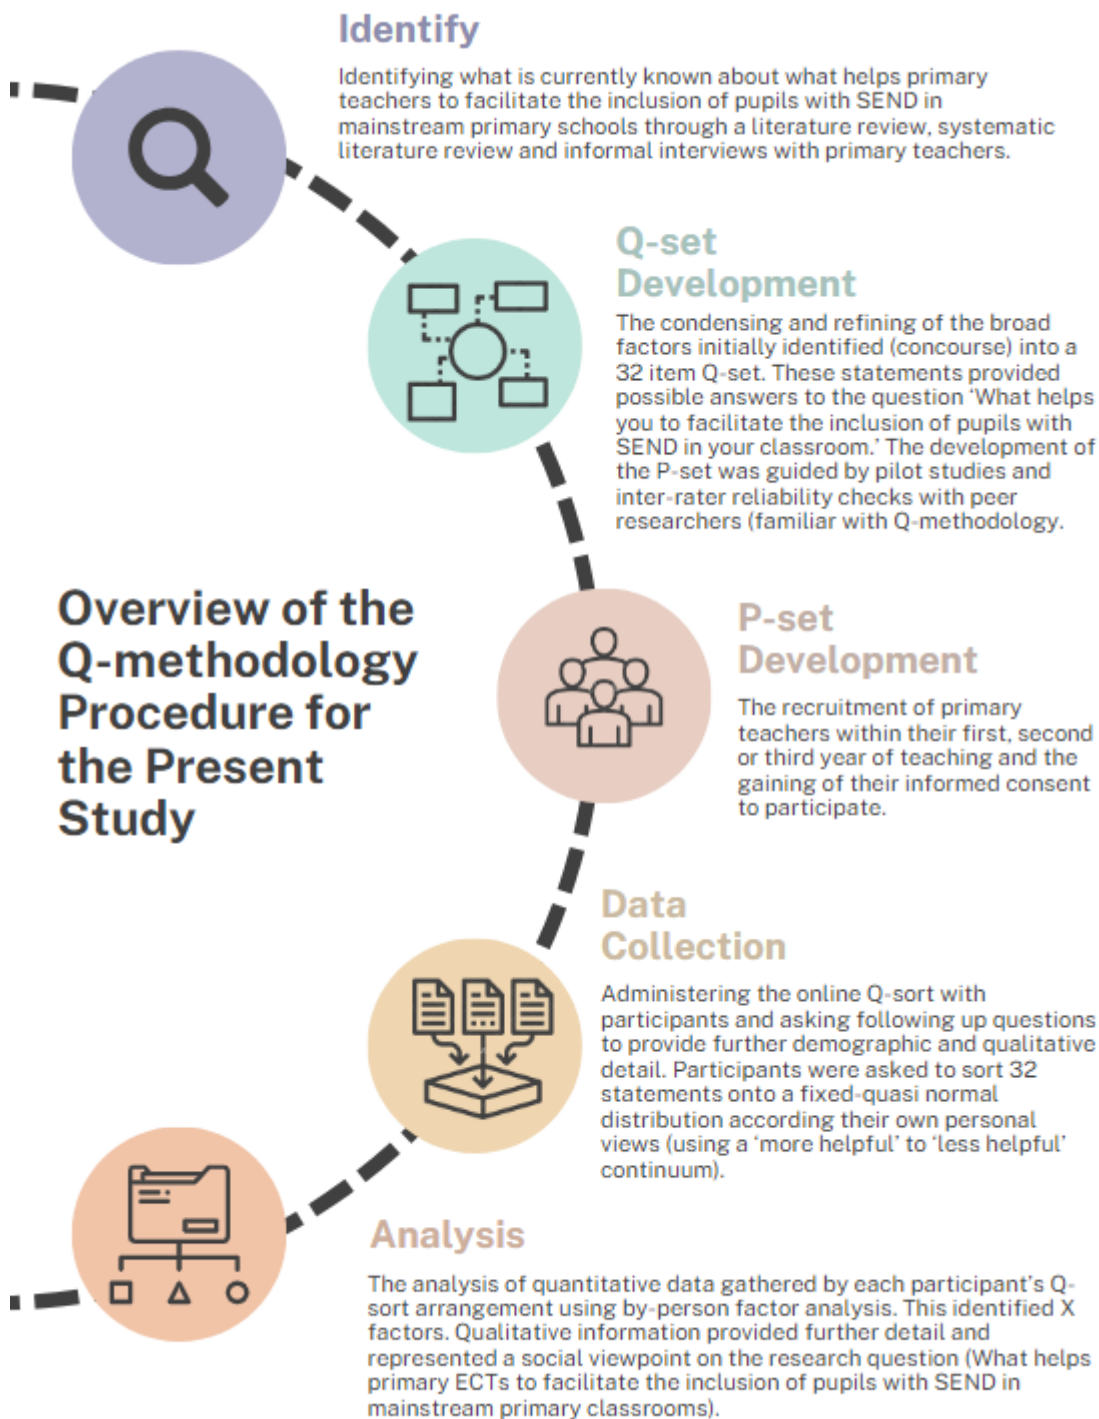 Identify
Identifying what is currently known about what helps primary
teachers to facilitate the inclusion of pupils with SEND in
mainstream primary schools through a literature review, systematic
literature review and informal interviews with primary teachers.
Q-set
Development
The condensing and refining of the broad
factors initially identified (concourse) into a
32 item Q-set. These statements provided
possible answers to the question ‘What helps
you to facilitate the inclusion of pupils with
SEND in your classroom.’ The development of
the P-set was guided by pilot studies and
inter-rater reliability checks with peer
researchers (familiar with Q-methodology.
Overview of the
Q-methodology
Procedure for
the Present
Study
P-set
Development
The recruitment of primary
teachers within their first, second
or third year of teaching and the
gaining of their informed consent
to participate.
Data
Collection
Administering the online Q-sort with
participants and asking following up questions
to provide further demographic and qualitative
detail. Participants were asked to sort 32
statements onto a fixed-quasi normal
distribution according their own personal
views (using a ‘more helpful’ to ‘less helpful’
continuum).
Analysis
The analysis of quantitative data gathered by each participant’s Q-
sort arrangement using by-person factor analysis. This identified X
factors. Qualitative information provided further detail and
represented a social viewpoint on the research question (What helps
primary ECTs to facilitate the inclusion of pupils with SEND in
mainstream primary classrooms).